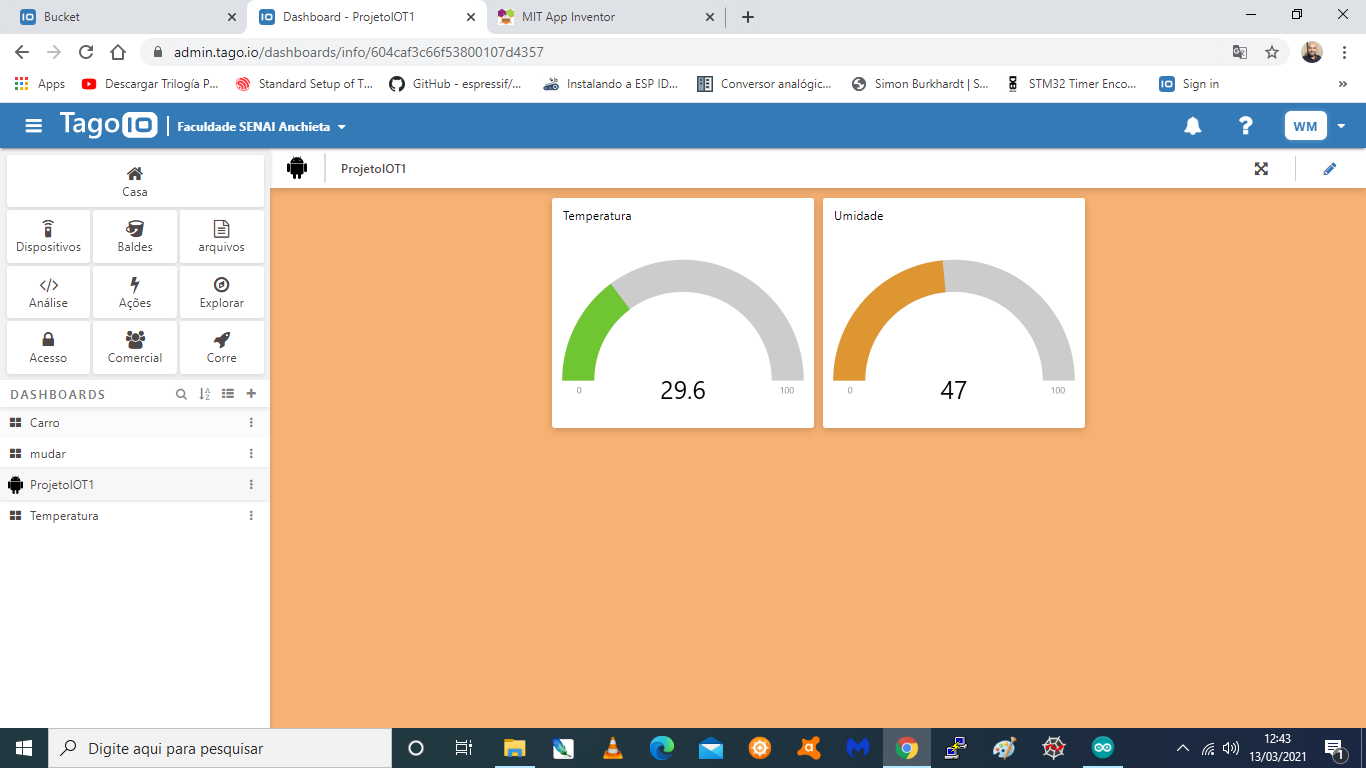 Bucket
Dashboard - ProjetoIOT1
MIT App Inventor
admin.tago.io/dashboards/info/604caf3c66f53800107d4357
Apps
Descargar Trilogía P...
Standard Setup of T...
GitHub - espressif/...
Instalando a ESP ID...
Conversor analógic...
Simon Burkhardt | S...
STM32 Timer Enco...
Sign in
TagoIO
Faculdade SENAI Anchieta
WM
Casa
Dispositivos
Baldes
arquivos
Análise
Ações
Explorar
Acesso
Comercial
Corre
DASHBOARDS
Carro
mudar
ProjetoIOT1
Temperatura
ProjetoIOT1
Temperatura
0
29.6
100
Umidade
0
47
100
Digite aqui para pesquisar
12:43
13/03/2021
1